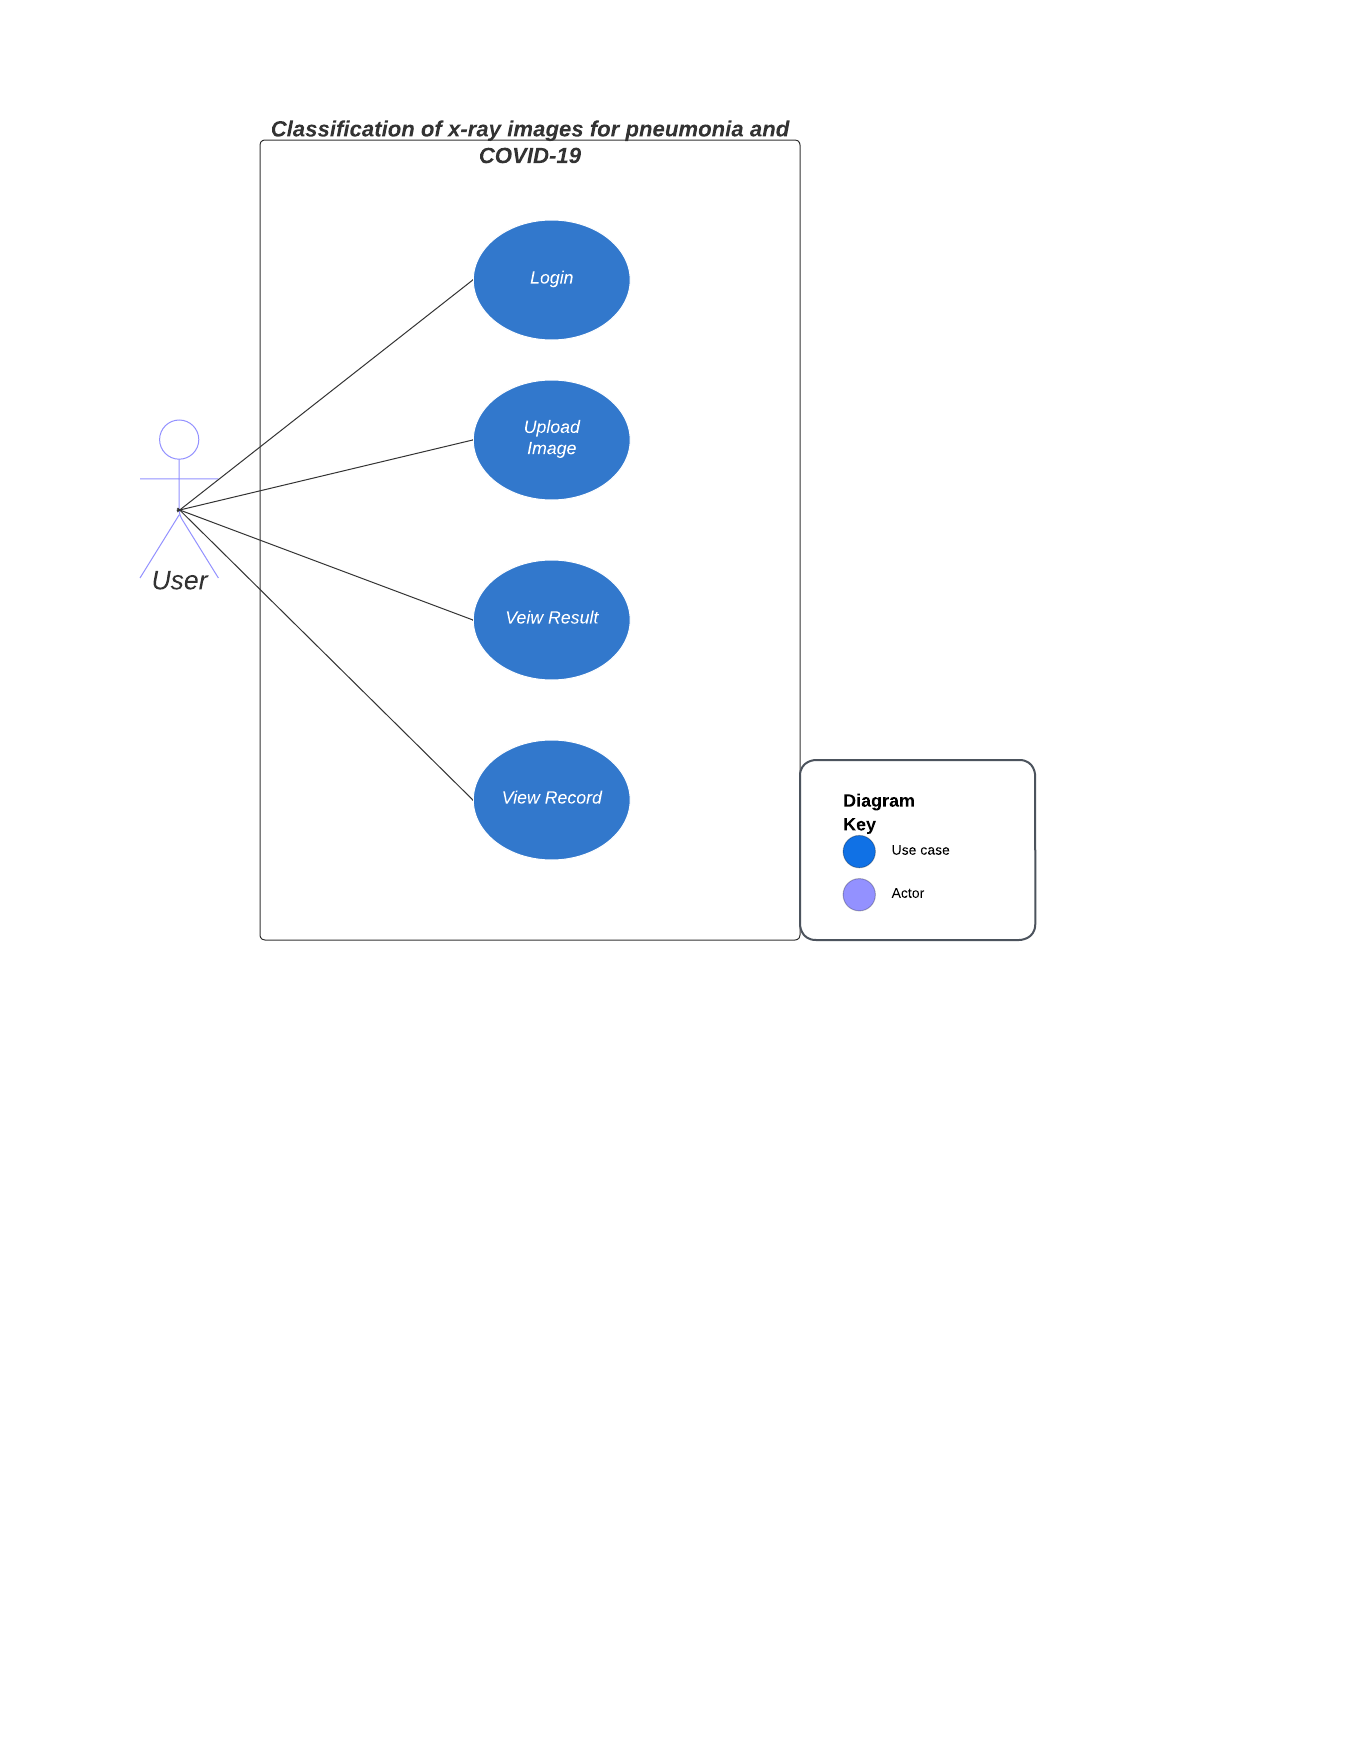 Classification of x-ray images for pneumonia and
COVID-19
Login
Upload
Image
User
Veiw Result
View Record
Diagram
Key
Use case
Actor